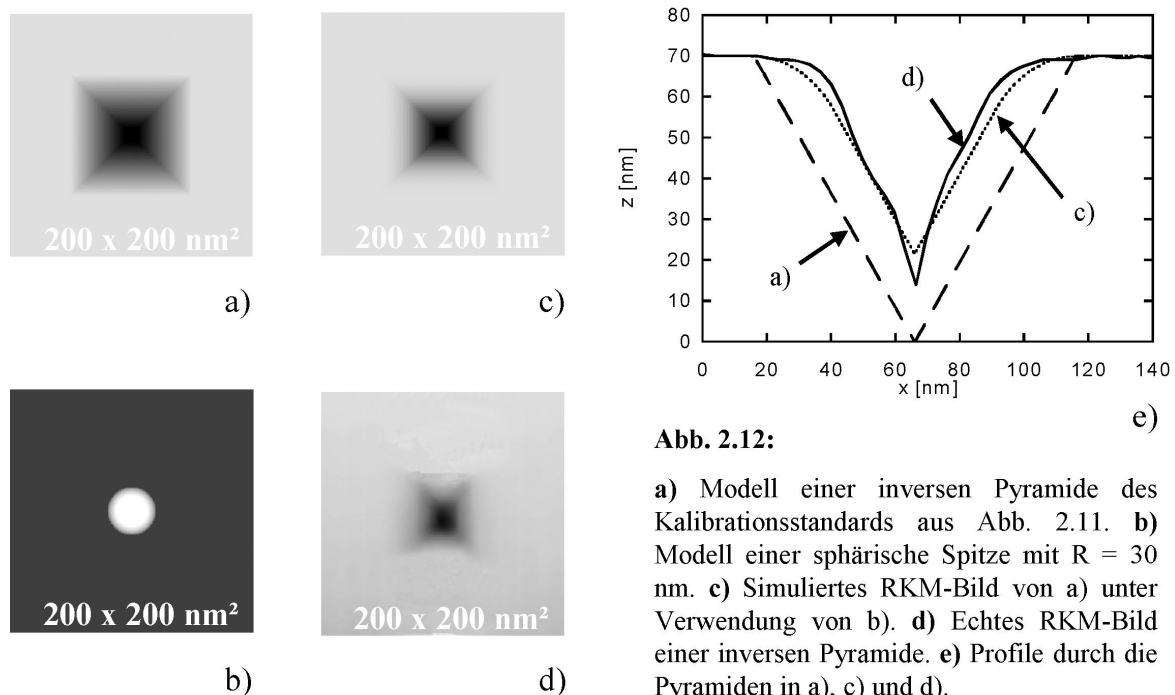 200 x 200 nm²
a)
200 x 200 nm²
c)
200 x 200 nm²
b)
200 x 200 nm²
d)
80
70
60
50
40
30
20
10
0
z [nm]
0 20 40 60 80 100 120 140
x [nm]
a)
d)
c)
e)
Abb. 2.12:
a) Modell einer inversen Pyramide des
Kalibrationsstandards aus Abb. 2.11. b)
Modell einer sphärische Spitze mit R = 30
nm. c) Simuliertes RKM-Bild von a) unter
Verwendung von b). d) Echtes RKM-Bild
einer inversen Pyramide. e) Profile durch die
Pyramiden in a), c) und d).